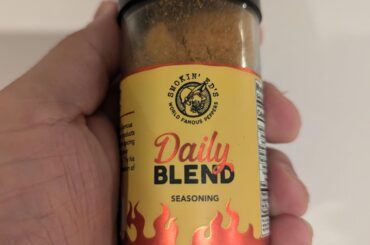 SMOKIN' ED'S
WORLD FAMOUS PEPPERS
Daily
BLEND
SEASONING